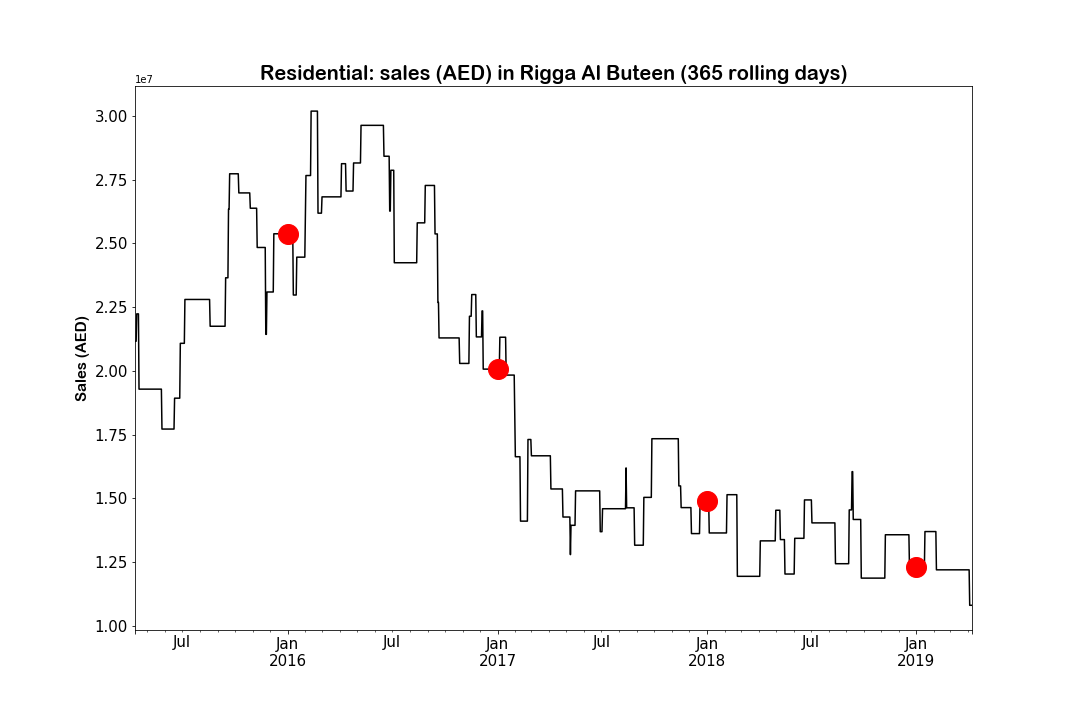 Residential: sales (AED) in Rigga Al Buteen (365 rolling days)
1e7
3.00
2.75
2.50
2.25
2.00
1.75
1.50
1.25
1.00
Sales (AED)
Jul
Jan
2016
Jul
Jan
2017
Jul
Jan
2018
Jul
Jan
2019